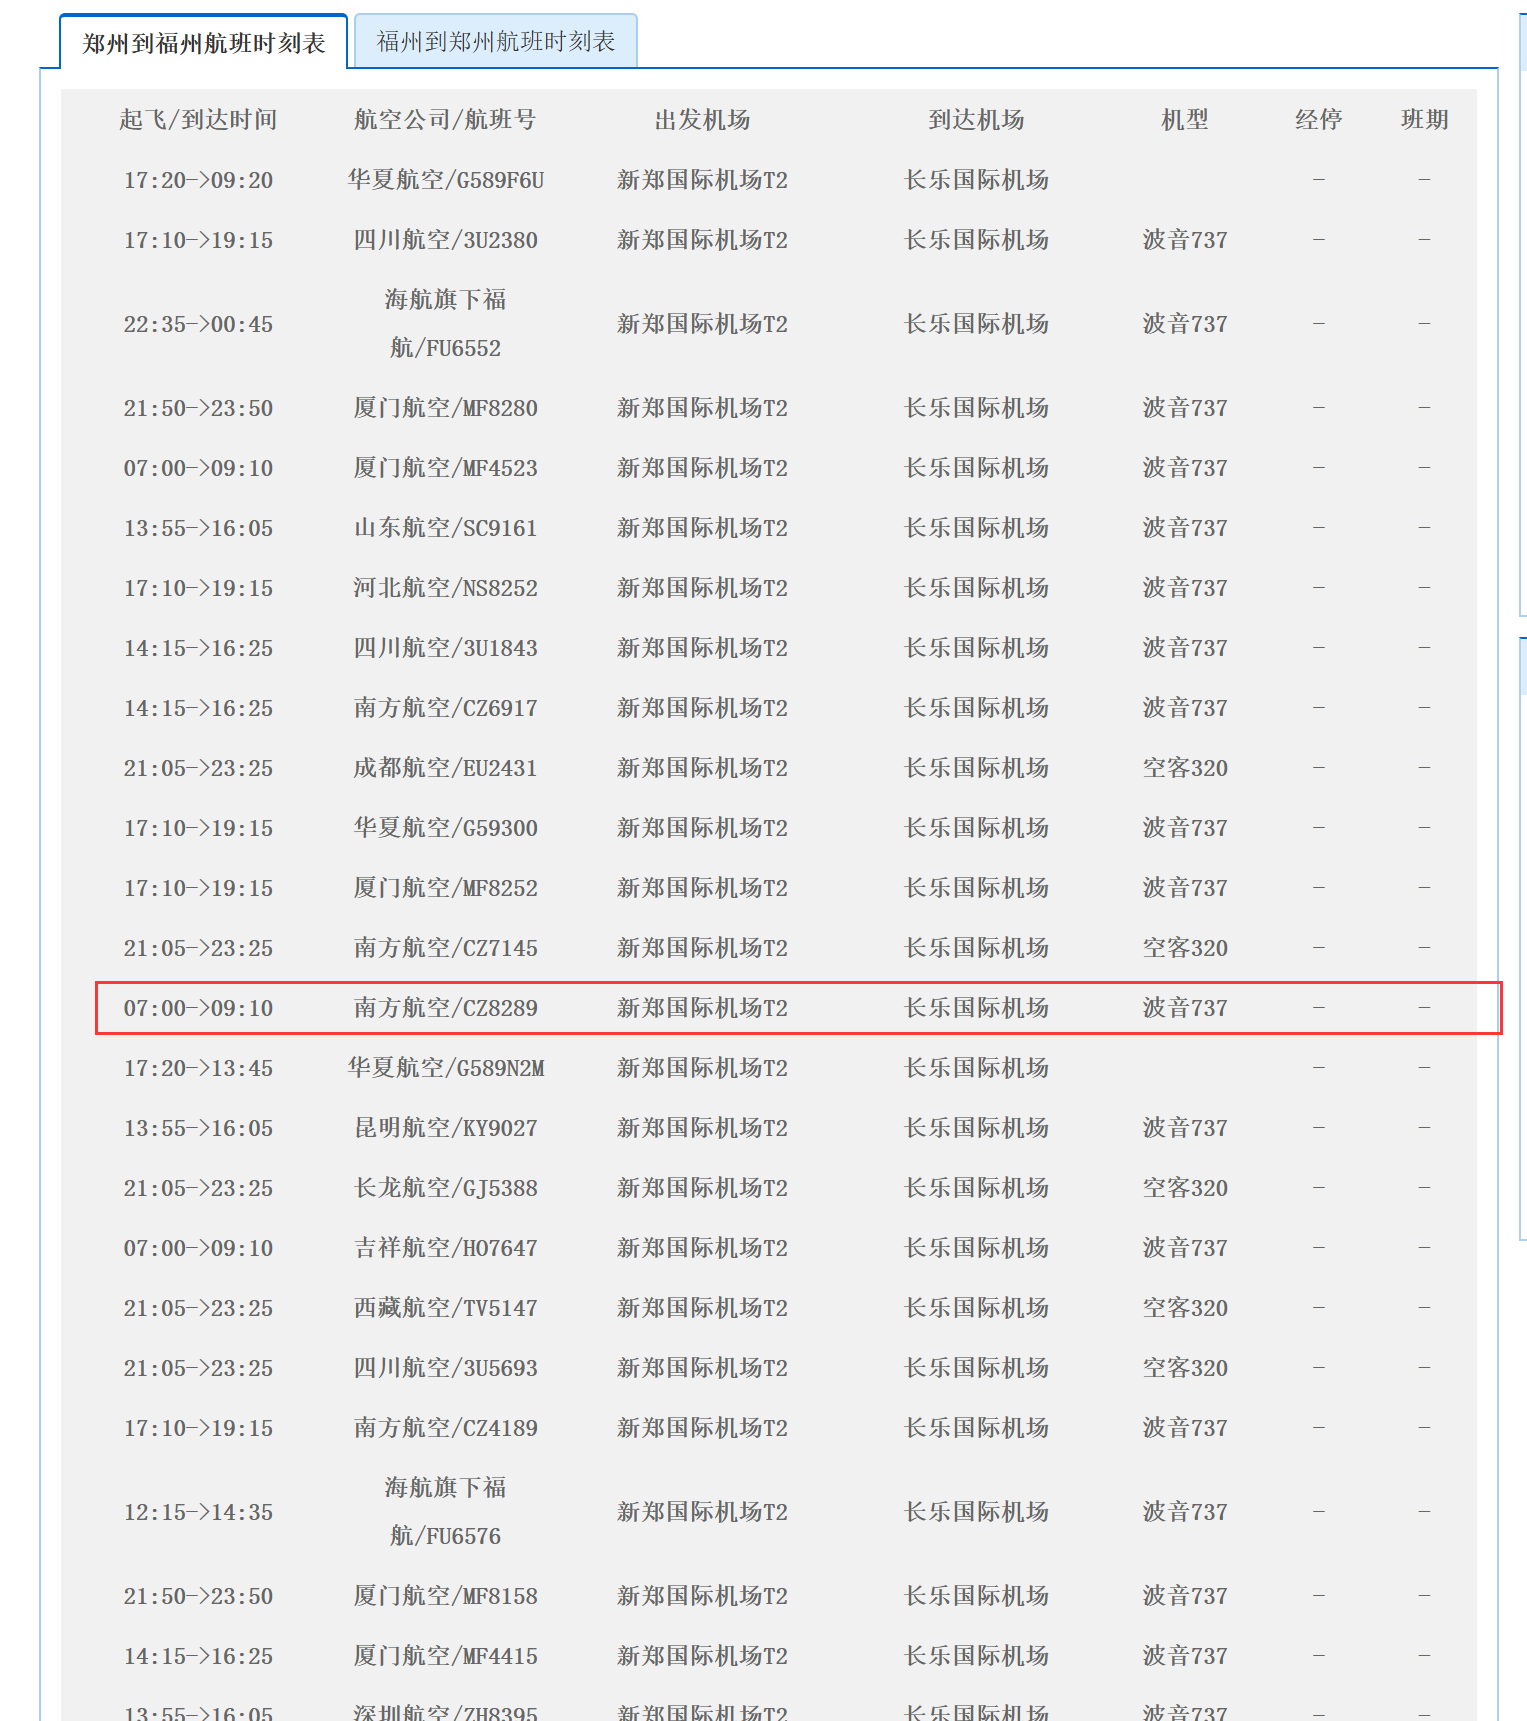 郑州到福州航班时刻表 福州到郑州航班时刻表
起飞/到达时间 航空公司/航班号 出发机场 到达机场 机型 经停 班期
17:20->09:20 华夏航空/G589F6U 新郑国际机场T2 长乐国际机场 - -
17:10->19:15 四川航空/3U2380 新郑国际机场T2 长乐国际机场 波音737 - -
海航旗下福
22:35->00:45 新郑国际机场T2 长乐国际机场 波音737 - -
航/FU6552
21:50->23:50 厦门航空/MF8280 新郑国际机场T2 长乐国际机场 波音737 - -
07:00->09:10 厦门航空/MF4523 新郑国际机场T2 长乐国际机场 波音737 - -
13:55->16:05 山东航空/SC9161 新郑国际机场T2 长乐国际机场 波音737 - -
17:10->19:15 河北航空/NS8252 新郑国际机场T2 长乐国际机场 波音737 - -
14:15->16:25 四川航空/3U1843 新郑国际机场T2 长乐国际机场 波音737 - -
14:15->16:25 南方航空/CZ6917 新郑国际机场T2 长乐国际机场 波音737 - -
21:05->23:25 成都航空/EU2431 新郑国际机场T2 长乐国际机场 空客320 - -
17:10->19:15 华夏航空/G59300 新郑国际机场T2 长乐国际机场 波音737 - -
17:10->19:15 厦门航空/MF8252 新郑国际机场T2 长乐国际机场 波音737 - -
21:05->23:25 南方航空/CZ7145 新郑国际机场T2 长乐国际机场 空客320 - -
07:00->09:10 南方航空/CZ8289 新郑国际机场T2 长乐国际机场 波音737 - -
17:20->13:45 华夏航空/G589N2M 新郑国际机场T2 长乐国际机场 - -
13:55->16:05 昆明航空/KY9027 新郑国际机场T2 长乐国际机场 波音737 - -
21:05->23:25 长龙航空/GJ5388 新郑国际机场T2 长乐国际机场 空客320 - -
07:00->09:10 吉祥航空/HO7647 新郑国际机场T2 长乐国际机场 波音737 - -
21:05->23:25 西藏航空/TV5147 新郑国际机场T2 长乐国际机场 空客320 - -
21:05->23:25 四川航空/3U5693 新郑国际机场T2 长乐国际机场 空客320 - -
17:10->19:15 南方航空/CZ4189 新郑国际机场T2 长乐国际机场 波音737 - -
海航旗下福
12:15->14:35 新郑国际机场T2 长乐国际机场 波音737 - -
航/FU6576
21:50->23:50 厦门航空/MF8158 新郑国际机场T2 长乐国际机场 波音737 - -
14:15->16:25 厦门航空/MF4415 新郑国际机场T2 长乐国际机场 波音737 - -
13:55->16:05 深圳航空/ZH8395 新郑国际机场T2 长乐国际机场 波音737 - -